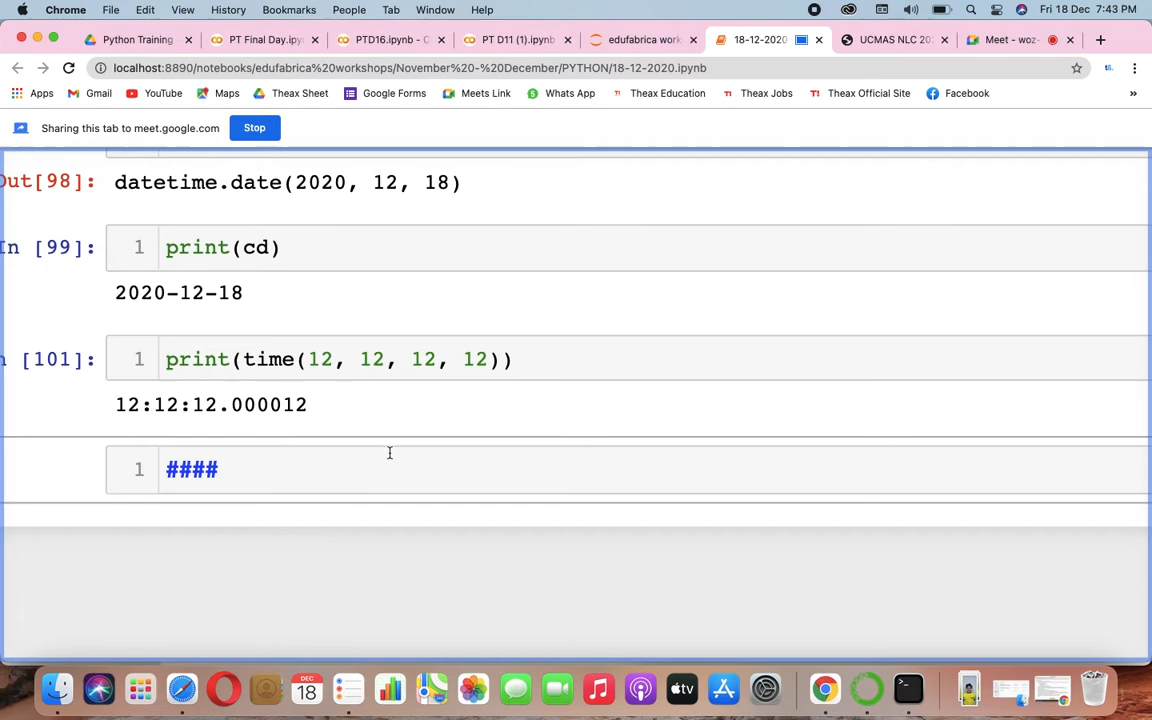 Chrome File Edit View History Bookmarks People Tab Window Help Fri 18 Dec 7:43 PM
Python Training - PT Final Day.ipy PTD16.ipynb - C PT D11 (1).ipynb edufabrica work 18-12-2020 UCMAS NLC 20 Meet - woz-
localhost:8890/notebooks/edufabrica%20workshops/November%20-%20December/PYTHON/18-12-2020.ipynb
Apps Gmail YouTube Maps Theax Sheet Google Forms Meets Link Whats App Theax Education Theax Jobs Theax Official Site Facebook »
Sharing this tab to meet.google.com Stop
Out[98]: datetime.date(2020, 12, 18)
In [99]: 1 print(cd)
2020-12-18
n [101]: 1 print(time(12, 12, 12, 12))
12:12:12.000012
1 ####
DEC
18
tv